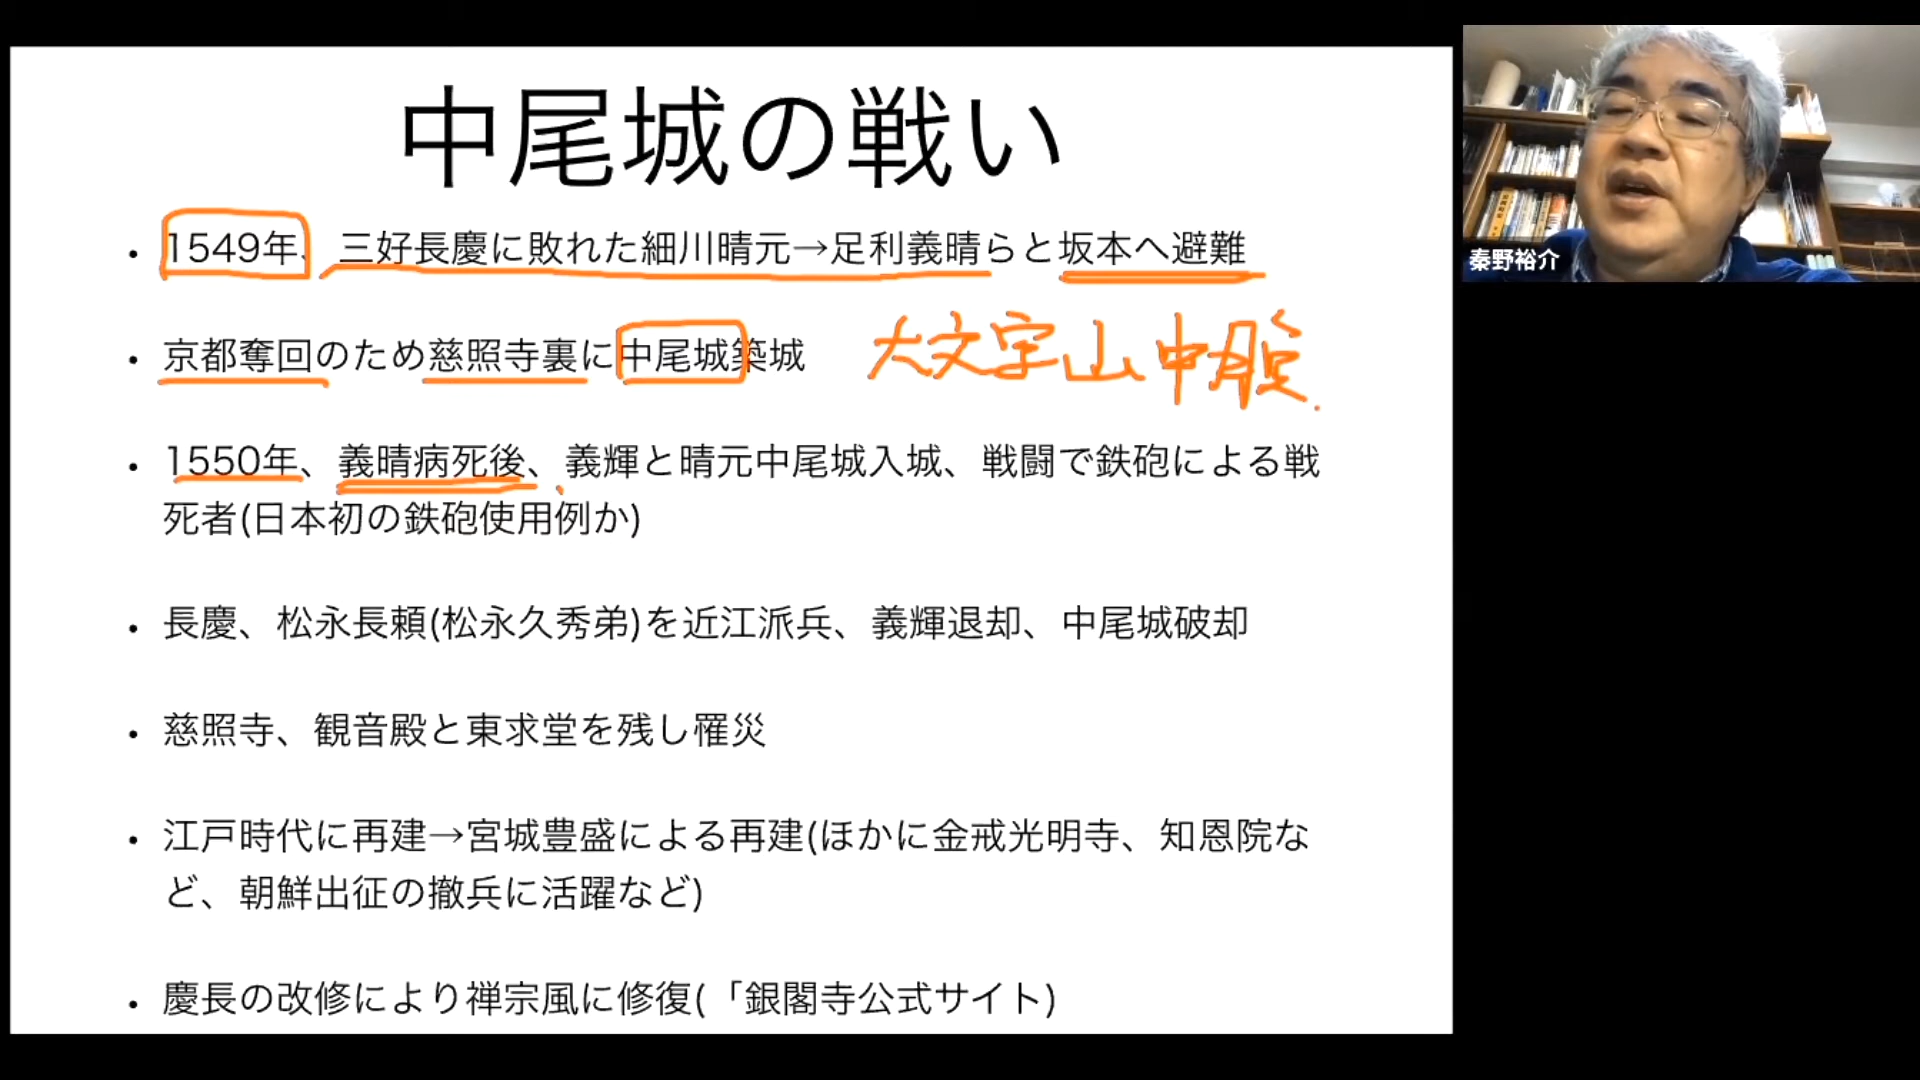 中尾城の戦い
• 1549年、三好長慶に敗れた細川晴元→足利義晴らと坂本へ避難
• 京都奪回のため慈照寺裏に中尾城築城
大文字山中腹
• 1550年、義晴病死後、義輝と晴元中尾城入城、戦闘で鉄砲による戦
死者(日本初の鉄砲使用例か)
• 長慶、松永長頼(松永久秀弟)を近江派兵、義輝退却、中尾城破却
• 慈照寺、観音殿と東求堂を残し罹災
• 江戸時代に再建→宮城豊盛による再建(ほかに金戒光明寺、知恩院な
ど、朝鮮出征の撤兵に活躍など)
• 慶長の改修により禅宗風に修復(「銀閣寺公式サイト)
秦野裕介